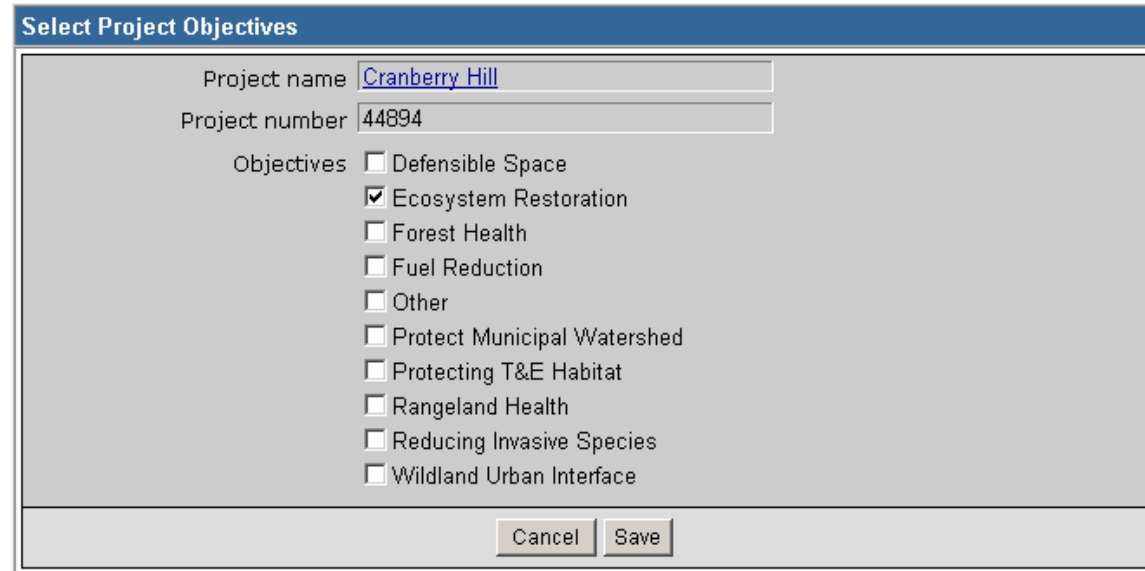 Select Project Objectives
Project name Cranberry Hill
Project number 44894
Objectives Defensible Space
Ecosystem Restoration
Forest Health
Fuel Reduction
Other
Protect Municipal Watershed
Protecting T&E Habitat
Rangeland Health
Reducing Invasive Species
Wildland Urban Interface
Cancel Save